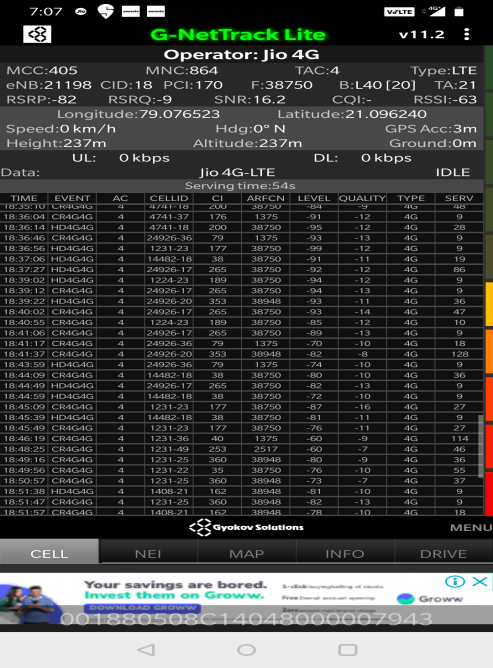 7:07 Jio VoLTE 4G
G-NetTrack Lite v11.2
Operator: Jio 4G
MCC:405 MNC:864 TAC:4 Type:LTE
eNB:21198 CID:18 PCI:170 F:38750 B:L40 [20] TA:21
RSRP:-82 RSRQ:-9 SNR:16.2 CQI:- RSSI:-63
Longitude:79.076523 Latitude:21.096240
Speed:0 km/h Hdg:0° N GPS Acc:3m
Height:237m Altitude:237m Ground:0m
UL: 0 kbps DL: 0 kbps
Data: Jio 4G-LTE IDLE
Serving time:54s
TIME EVENT AC CELLID CI ARFCN LEVEL QUALITY TYPE SERV
18:35:10 CR4G4G 4 4741-18 200 38750 -84 -9 4G 48
18:36:04 CR4G4G 4 4741-37 176 1375 -91 -12 4G 9
18:36:14 HD4G4G 4 4741-18 200 38750 -95 -12 4G 28
18:36:46 CR4G4G 4 24926-36 79 1375 -93 -13 4G 9
18:36:56 HD4G4G 4 1231-23 177 38750 -99 -12 4G 9
18:37:06 HD4G4G 4 14482-18 38 38750 -91 -11 4G 19
18:37:27 HD4G4G 4 24926-17 265 38750 -92 -12 4G 86
18:39:02 HD4G4G 4 1224-23 189 38750 -94 -12 4G 9
18:39:12 CR4G4G 4 24926-17 265 38750 -94 -13 4G 9
18:39:22 HD4G4G 4 24926-20 353 38948 -93 -11 4G 36
18:40:02 CR4G4G 4 24926-17 265 38750 -93 -14 4G 47
18:40:55 CR4G4G 4 1224-23 189 38750 -85 -12 4G 10
18:41:06 CR4G4G 4 24926-17 265 38750 -89 -13 4G 9
18:41:17 CR4G4G 4 24926-36 79 1375 -70 -10 4G 18
18:41:37 CR4G4G 4 24926-20 353 38948 -82 -8 4G 128
18:43:59 HD4G4G 4 24926-36 79 1375 -74 -10 4G 9
18:44:09 CR4G4G 4 14482-18 38 38750 -80 -10 4G 36
18:44:49 HD4G4G 4 24926-17 265 38750 -82 -13 4G 9
18:44:59 HD4G4G 4 14482-18 38 38750 -72 -10 4G 9
18:45:09 CR4G4G 4 1231-23 177 38750 -87 -16 4G 27
18:45:39 HD4G4G 4 14482-18 38 38750 -81 -11 4G 9
18:45:49 CR4G4G 4 1231-23 177 38750 -76 -11 4G 27
18:46:19 CR4G4G 4 1231-36 40 1375 -60 -9 4G 114
18:48:25 CR4G4G 4 1231-49 253 2517 -60 -7 4G 46
18:49:16 CR4G4G 4 1231-25 360 38948 -80 -9 4G 36
18:49:56 CR4G4G 4 1231-22 35 38750 -76 -10 4G 55
18:50:57 CR4G4G 4 1231-25 360 38948 -73 -7 4G 37
18:51:38 HD4G4G 4 1408-21 162 38948 -81 -10 4G 9
18:51:47 CR4G4G 4 1231-25 360 38948 -82 -13 4G 9
18:51:57 CR4G4G 4 1408-21 162 38948 -78 -10 4G 18
Gyokov Solutions MENU
CELL NEI MAP INFO DRIVE
Your savings are bored.
Invest them on Groww.
DOWNLOAD GROWW
1-click buying/selling of stocks
Free Demat account opening
Groww
001880508C14048000007943